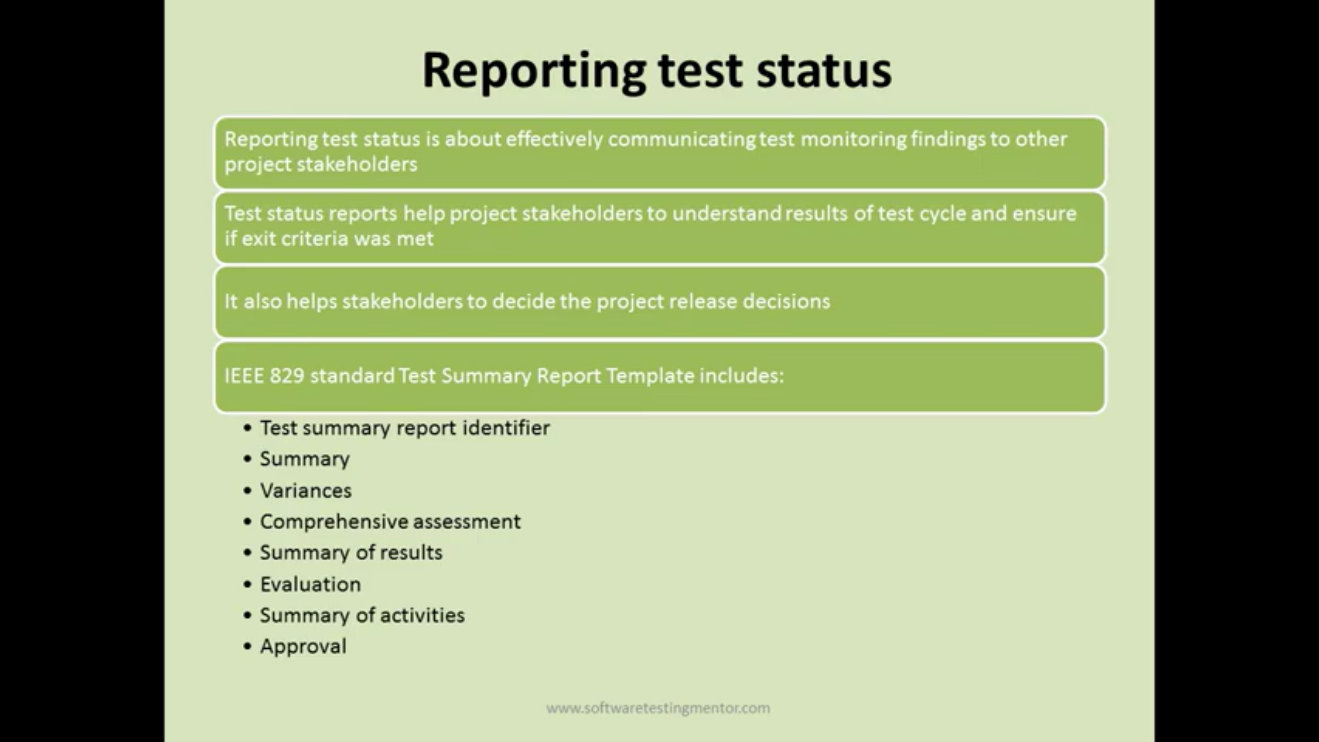 Reporting test status
Reporting test status is about effectively communicating test monitoring findings to other
project stakeholders
Test status reports help project stakeholders to understand results of test cycle and ensure
if exit criteria was met
It also helps stakeholders to decide the project release decisions
IEEE 829 standard Test Summary Report Template includes:
• Test summary report identifier
• Summary
• Variances
• Comprehensive assessment
• Summary of results
• Evaluation
• Summary of activities
• Approval
www.softwaretestingmentor.com